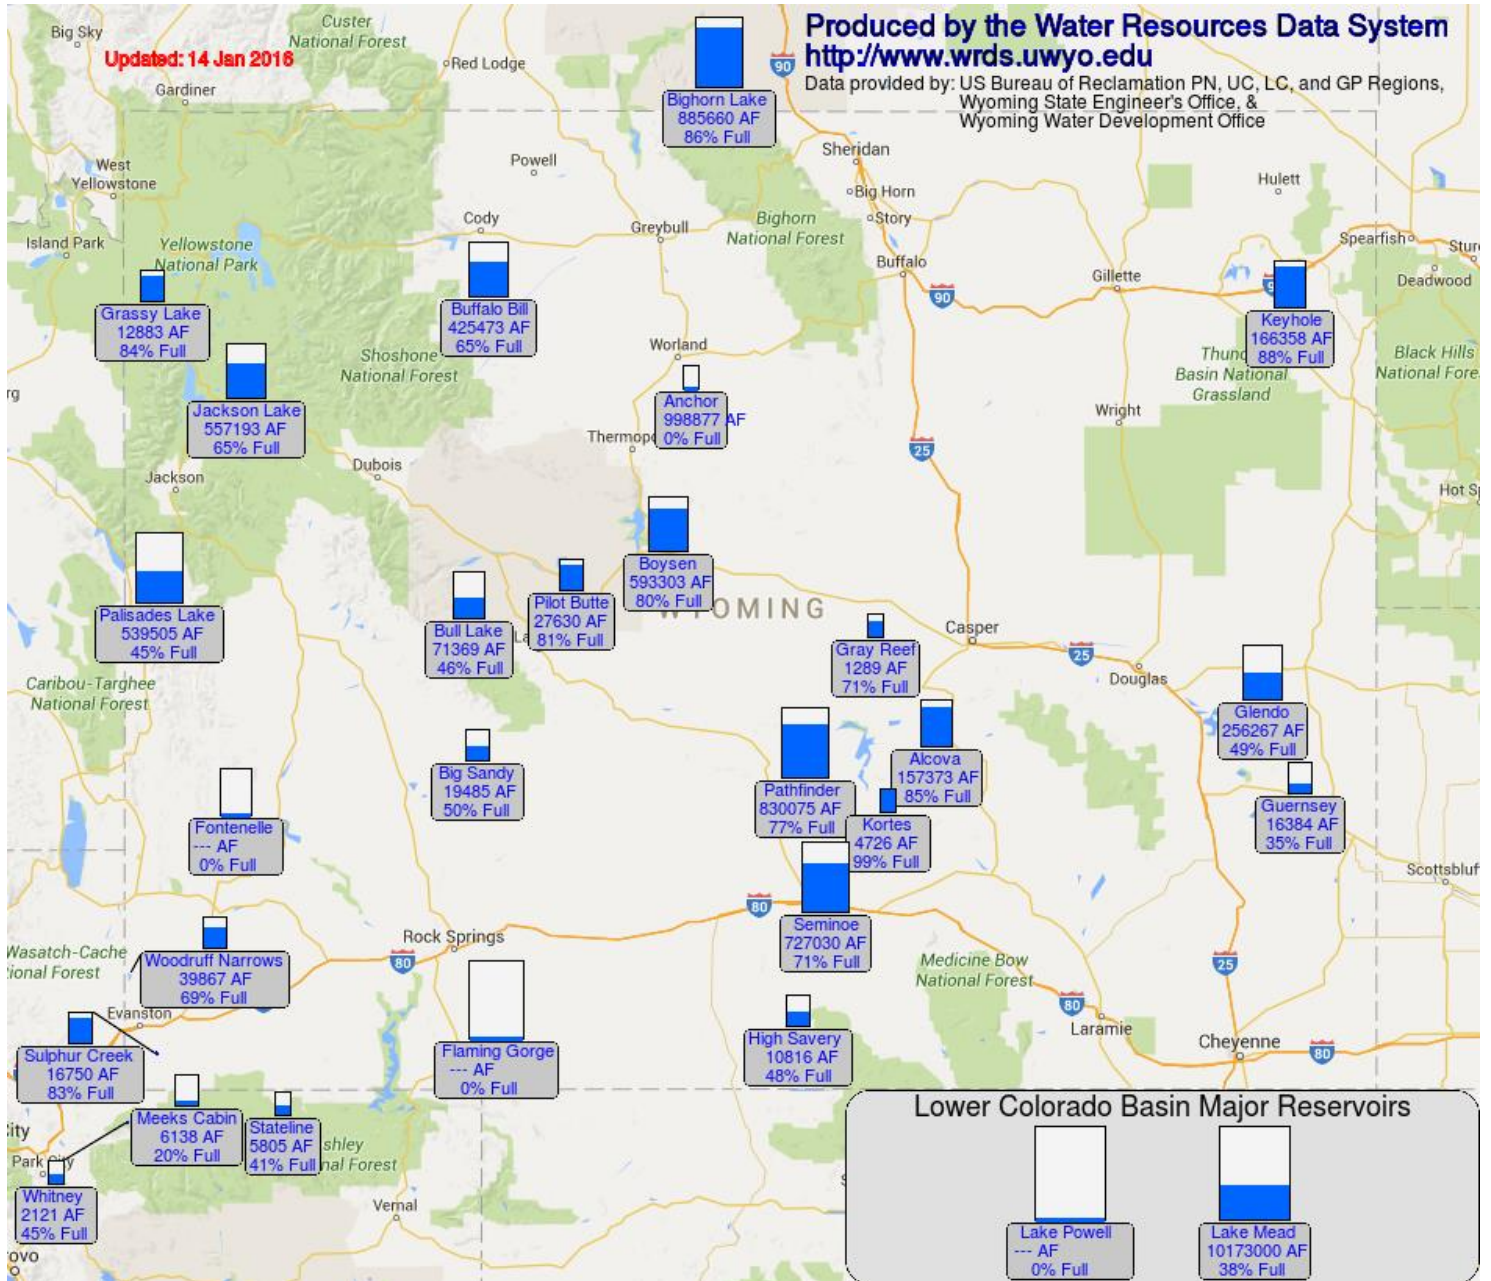 Big Sky
Custer
National Forest
Produced by the Water Resources Data System
http://www.wrds.uwyo.edu
Updated: 14 Jan 2016
Red Lodge
90
Data provided by: US Bureau of Reclamation PN, UC, LC, and GP Regions,
Wyoming State Engineer's Office, &
Wyoming Water Development Office
Gardiner
Bighorn Lake
885660 AF
86% Full
West
Yellowstone
Powell
Sheridan
Big Horn
Story
Hulett
Island Park
Yellowstone
National Park
Cody
Greybull
Bighorn
National Forest
Buffalo
90
Gillette
Spearfish
Deadwood
Grassy Lake
12883 AF
84% Full
Buffalo Bill
425473 AF
65% Full
Keyhole
166358 AF
88% Full
Shoshone
National Forest
Worland
Basin National
Grassland
Black Hills
Jackson Lake
557193 AF
65% Full
Anchor
998877 AF
0% Full
Wright
25
Jackson
Dubois
Palisades Lake
539505 AF
45% Full
Boysen
593303 AF
80% Full
Pilot Butte
27630 AF
81% Full
Bull Lake
71369 AF
46% Full
WYOMING
Gray Reef
1289 AF
71% Full
Casper
25
Douglas
Caribou-Targhee
National Forest
Glendo
256267 AF
49% Full
Big Sandy
19485 AF
50% Full
Alcova
157373 AF
85% Full
Pathfinder
830075 AF
77% Full
Kortes
4726 AF
99% Full
Guernsey
16384 AF
35% Full
Fontenelle
--- AF
0% Full
Seminoe
727030 AF
71% Full
80
Rock Springs
80
Wasatch-Cache
Woodruff Narrows
39867 AF
69% Full
Medicine Bow
National Forest
25
Evanston
80
Laramie
Cheyenne
80
Sulphur Creek
16750 AF
83% Full
Flaming Gorge
--- AF
0% Full
High Savery
10816 AF
48% Full
Meeks Cabin
6138 AF
20% Full
Stateline
5805 AF
41% Full
Park City
Whitney
2121 AF
45% Full
Vernal
Lower Colorado Basin Major Reservoirs
Lake Powell
--- AF
0% Full
Lake Mead
10173000 AF
38% Full